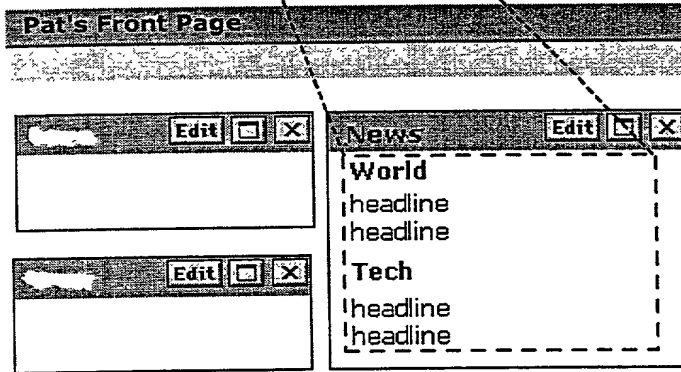 Pat's Front Page
Edit
News
Edit
World
headline
headline
Edit
Tech
headline
headline